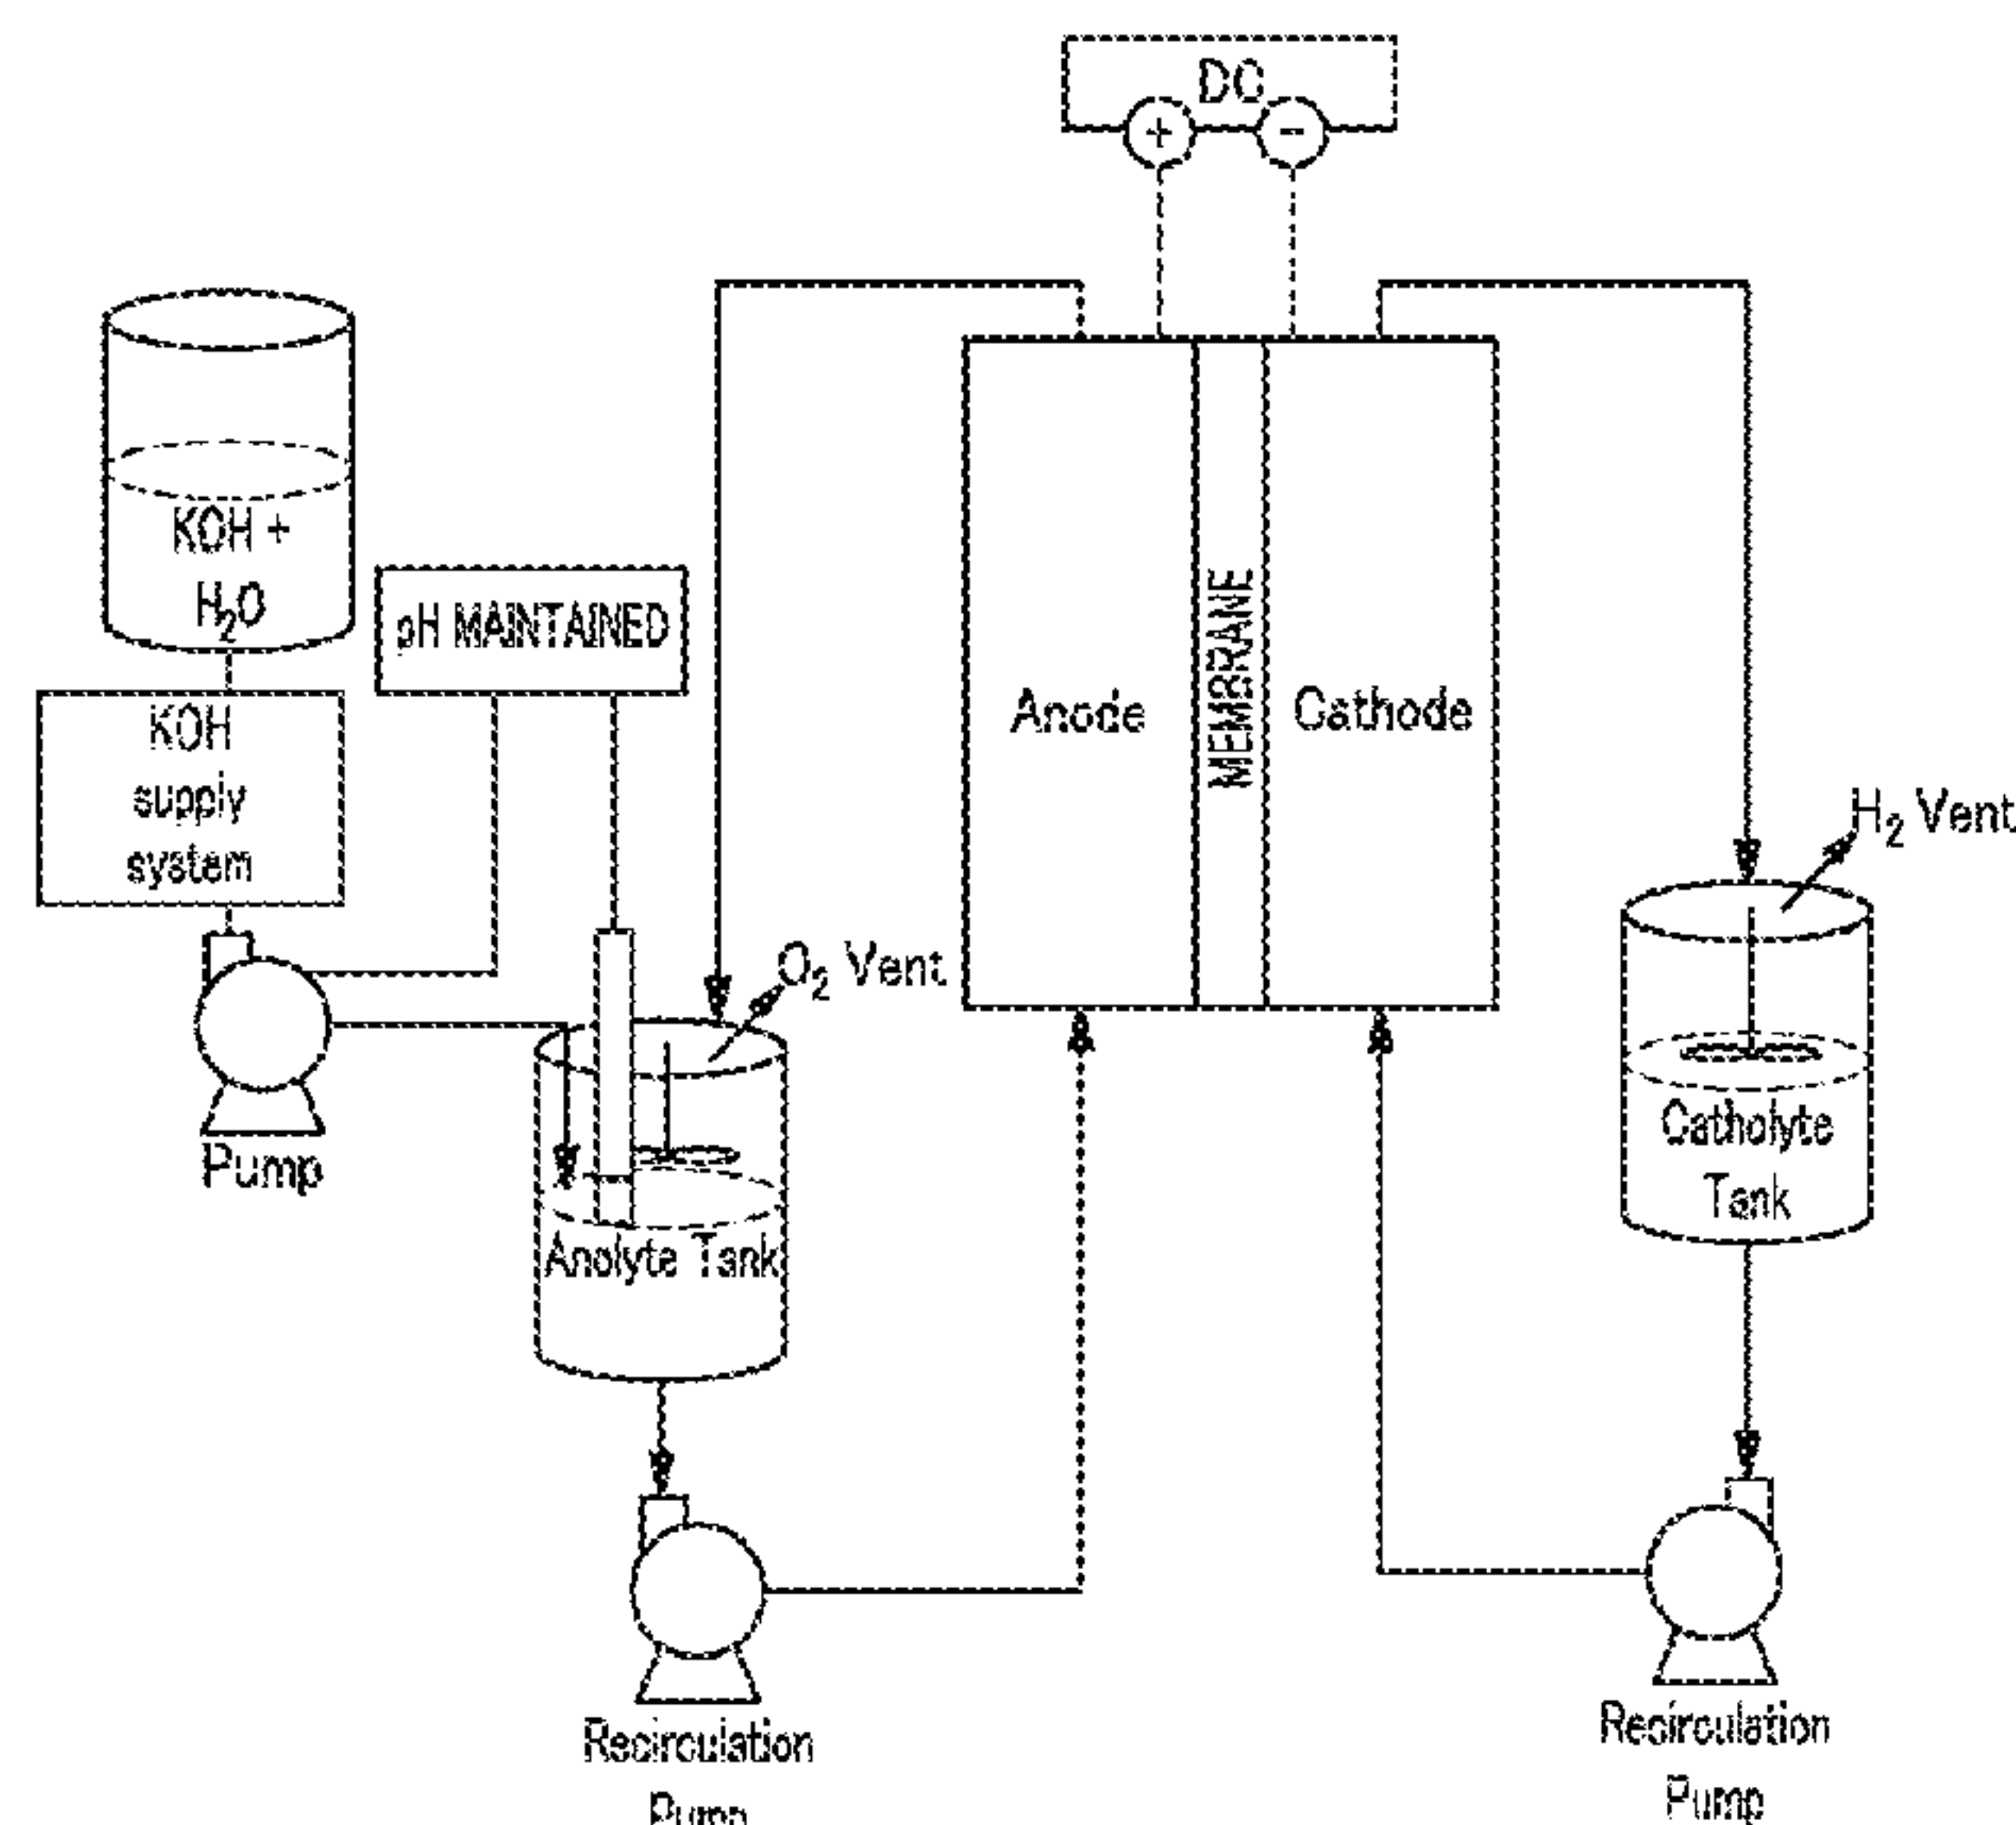 DC
+
−
KOH +
H₂O
pH MAINTAINED
KOH
supply
system
Anode
MEMBRANE
Cathode
H₂ Vent
O₂ Vent
Pump
Anolyte Tank
Catholyte
Tank
Recirculation
Pump
Recirculation
Pump